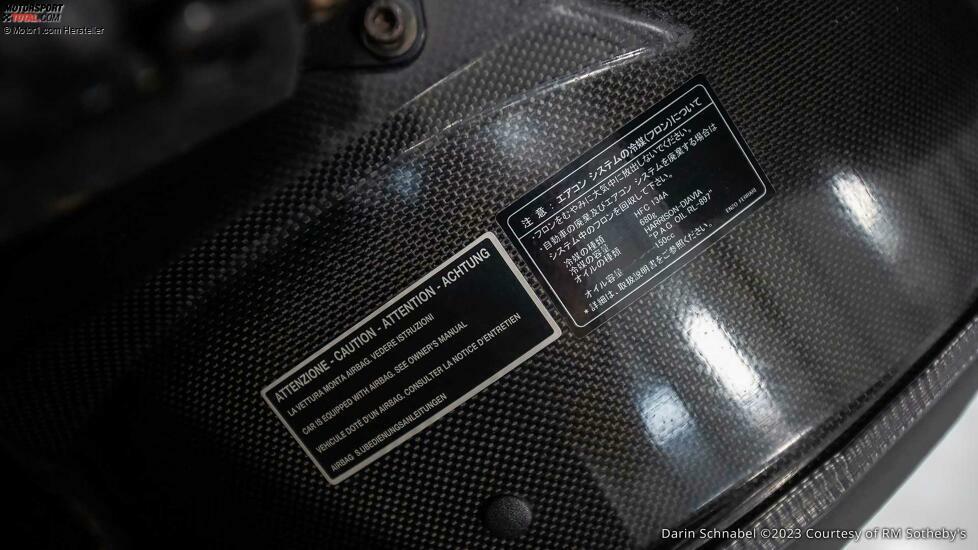 MOTORSPORT
TOTAL.COM
© Motor1.com Hersteller
注意：エアコン システムの冷媒(フロン)について
・フロンをむやみに大気中に放出しないでください。
・自動車の廃棄及びエアコン システムを廃棄する場合は
システム中のフロンを回収して下さい。
冷媒の種類 HFC 134A
冷媒の容量 680g
オイルの種類 HARRISON-DIAVIA
"P.A.G OIL RL-897"
オイル容量 150cc
*詳細は、取扱説明書をご参照ください。
ENZO FERRARI
ATTENZIONE - CAUTION - ATTENTION - ACHTUNG
LA VETTURA MONTA AIRBAG. VEDERE ISTRUZIONI
CAR IS EQUIPPED WITH AIRBAG. SEE OWNER'S MANUAL
VEHICULE DOTÉ D'UN AIRBAG. CONSULTER LA NOTICE D'ENTRETIEN
AIRBAG S.UBEDIENUNGSANLEITUNGEN
Darin Schnabel ©2023 Courtesy of RM Sotheby's